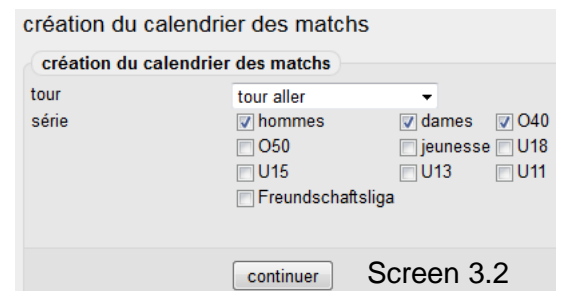 création du calendrier des matchs
création du calendrier des matchs
tour tour aller
série hommes dames O40
O50 jeunesse U18
U15 U13 U11
Freundschaftsliga
continuer Screen 3.2